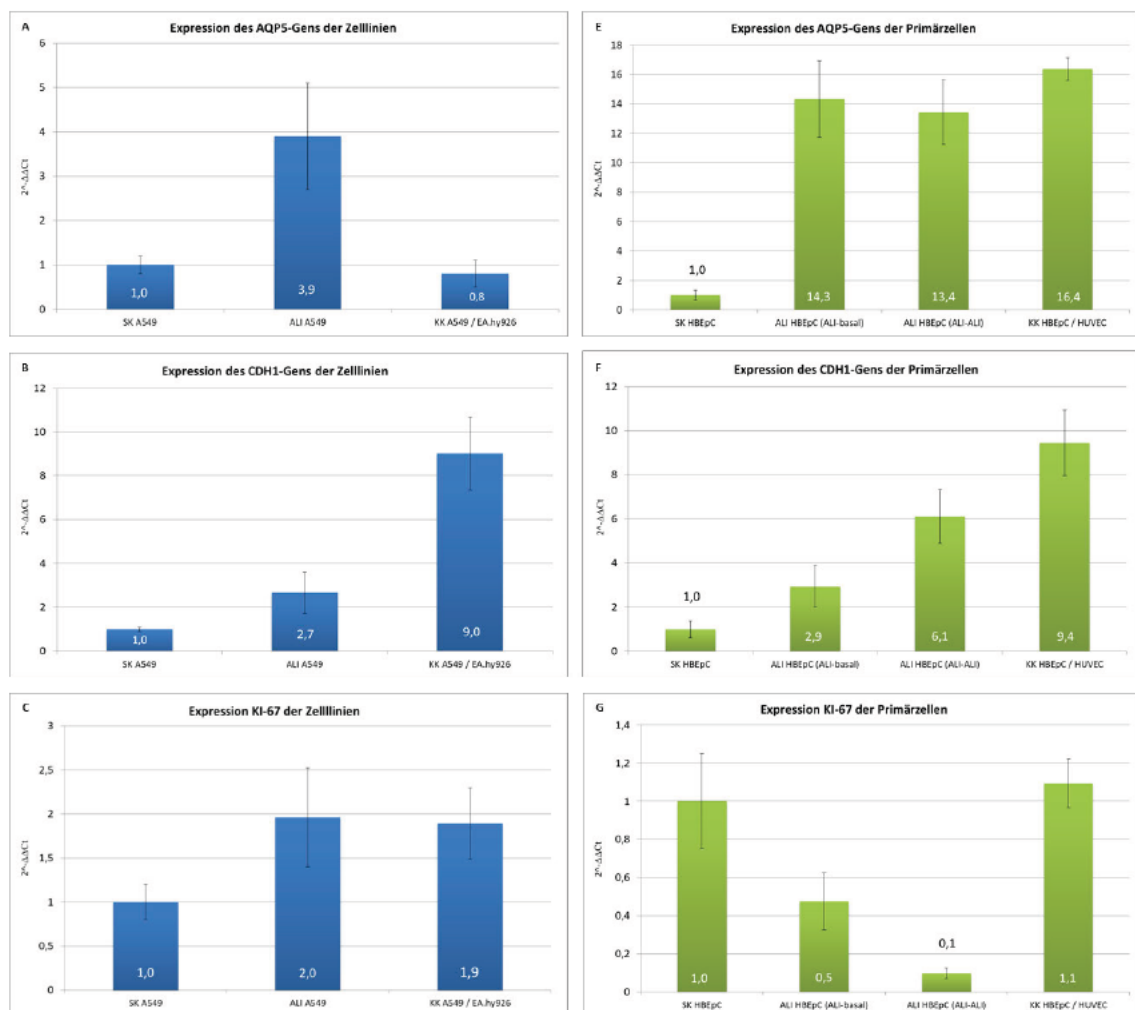 A
Expression des AQP5-Gens der Zelllinien
6
5
4
3
2
1
0
2^-ΔΔCt
1,0
3,9
0,8
SK A549
ALI A549
KK A549 / EA.hy926
E
Expression des AQP5-Gens der Primärzellen
18
16
14
12
10
8
6
4
2
0
2^-ΔΔCt
1,0
14,3
13,4
16,4
SK HBEpC
ALI HBEpC (ALI-basal)
ALI HBEpC (ALI-ALI)
KK HBEpC / HUVEC
B
Expression des CDH1-Gens der Zelllinien
12
10
8
6
4
2
0
2^-ΔΔCt
1,0
2,7
9,0
SK A549
ALI A549
KK A549 / EA.hy926
F
Expression des CDH1-Gens der Primärzellen
12
10
8
6
4
2
0
2^-ΔΔCt
1,0
2,9
6,1
9,4
SK HBEpC
ALI HBEpC (ALI-basal)
ALI HBEpC (ALI-ALI)
KK HBEpC / HUVEC
C
Expression KI-67 der Zellllinien
3
2,5
2
1,5
1
0,5
0
2^-ΔΔCt
1,0
2,0
1,9
SK A549
ALI A549
KK A549 / EA.hy926
G
Expression KI-67 der Primärzellen
1,4
1,2
1
0,8
0,6
0,4
0,2
0
2^-ΔΔCt
1,0
0,5
0,1
1,1
SK HBEpC
ALI HBEpC (ALI-basal)
ALI HBEpC (ALI-ALI)
KK HBEpC / HUVEC